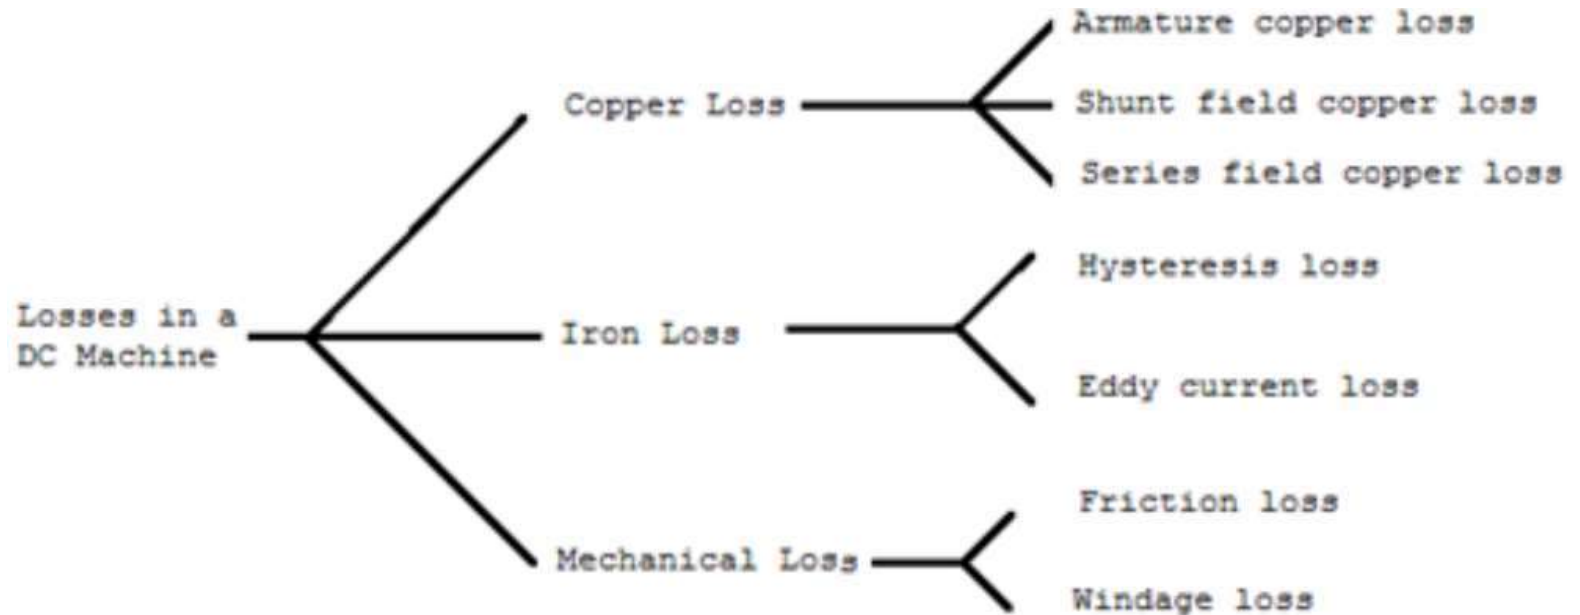 Armature copper loss
Copper Loss
Shunt field copper loss
Series field copper loss
Hysteresis loss
Losses in a
DC Machine
Iron Loss
Eddy current loss
Friction loss
Mechanical Loss
Windage loss